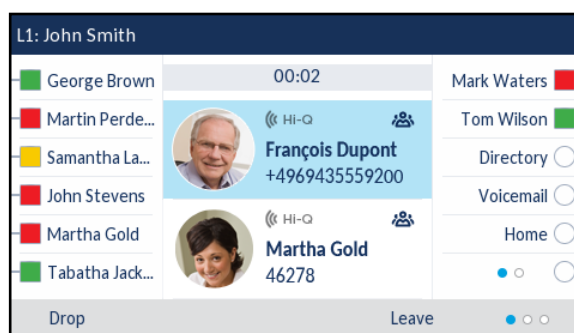 L1: John Smith
George Brown
Martin Perde...
Samantha La...
John Stevens
Martha Gold
Tabatha Jack...
00:02
Hi-Q
François Dupont
+4969435559200
Hi-Q
Martha Gold
46278
Mark Waters
Tom Wilson
Directory
Voicemail
Home
Drop
Leave